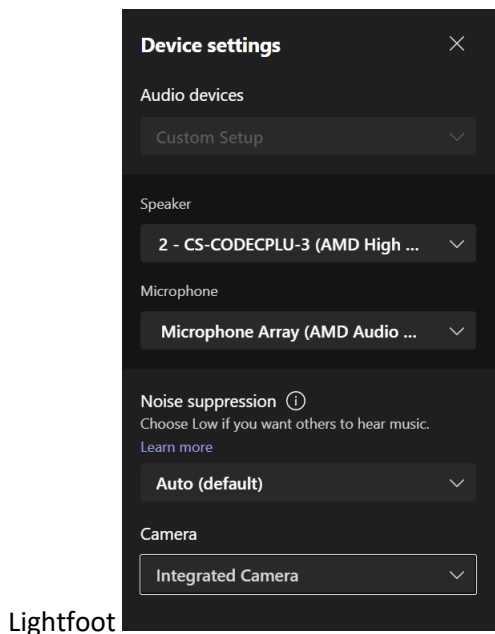 Device settings
Audio devices
Custom Setup
Speaker
2 - CS-CODECPLU-3 (AMD High ...
Microphone
Microphone Array (AMD Audio ...
Noise suppression
Choose Low if you want others to hear music.
Learn more
Auto (default)
Camera
Integrated Camera
Lightfoot